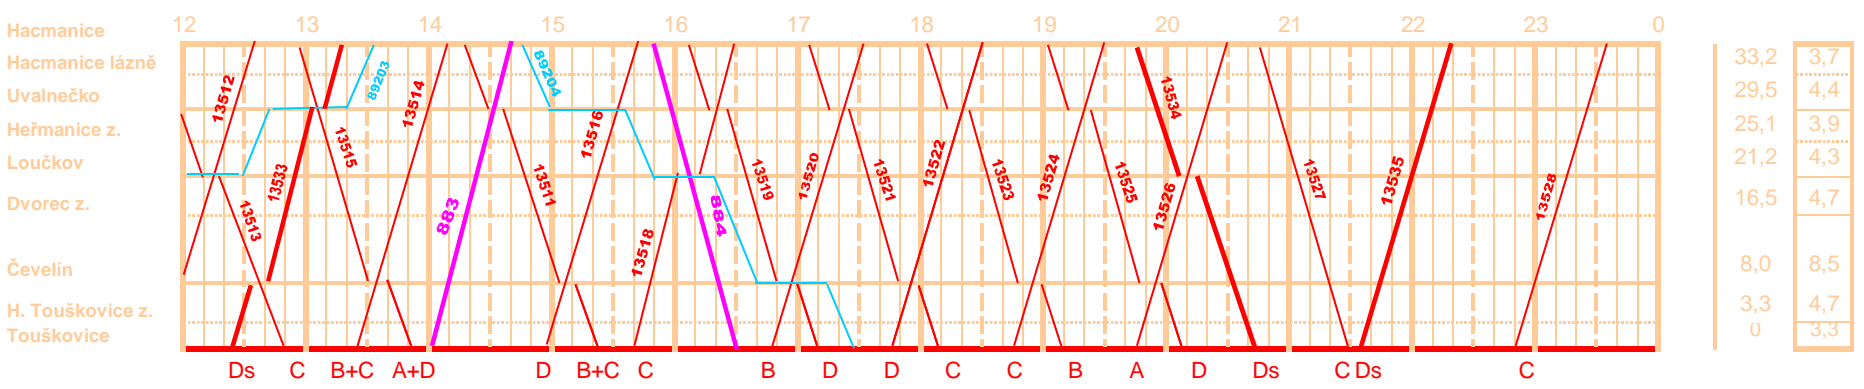 12 13 14 15 16 17 18 19 20 21 22 23 0
Hacmanice
Hacmanice lázně 33,2 3,7
Uvalnečko 29,5 4,4
Heřmanice z. 25,1 3,9
Loučkov 21,2 4,3
Dvorec z. 16,5 4,7
Čevelín 8,0 8,5
H. Touškovice z. 3,3 4,7
Touškovice 0 3,3
13512
13513
13533
13515
89203
13514
883
89204
13511
13516
13518
884
13519
13520
13521
13522
13523
13524
13525
13526
13534
13527
13535
13528
Ds C B+C A+D D B+C C B D D C C B A D Ds C Ds C